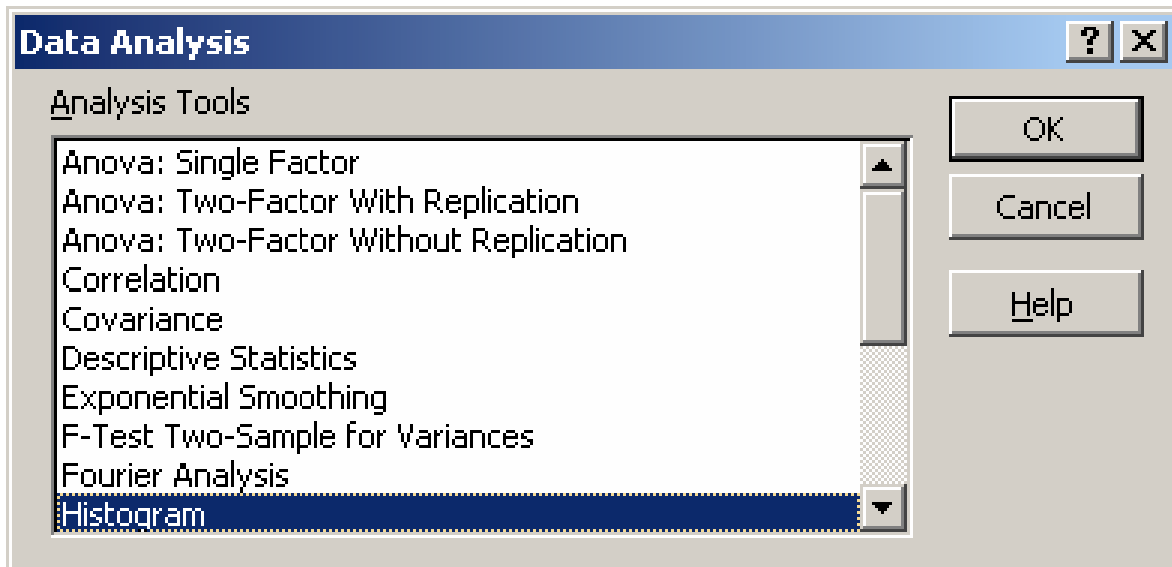 Data Analysis
Analysis Tools
Anova: Single Factor
Anova: Two-Factor With Replication
Anova: Two-Factor Without Replication
Correlation
Covariance
Descriptive Statistics
Exponential Smoothing
F-Test Two-Sample for Variances
Fourier Analysis
Histogram
OK
Cancel
Help